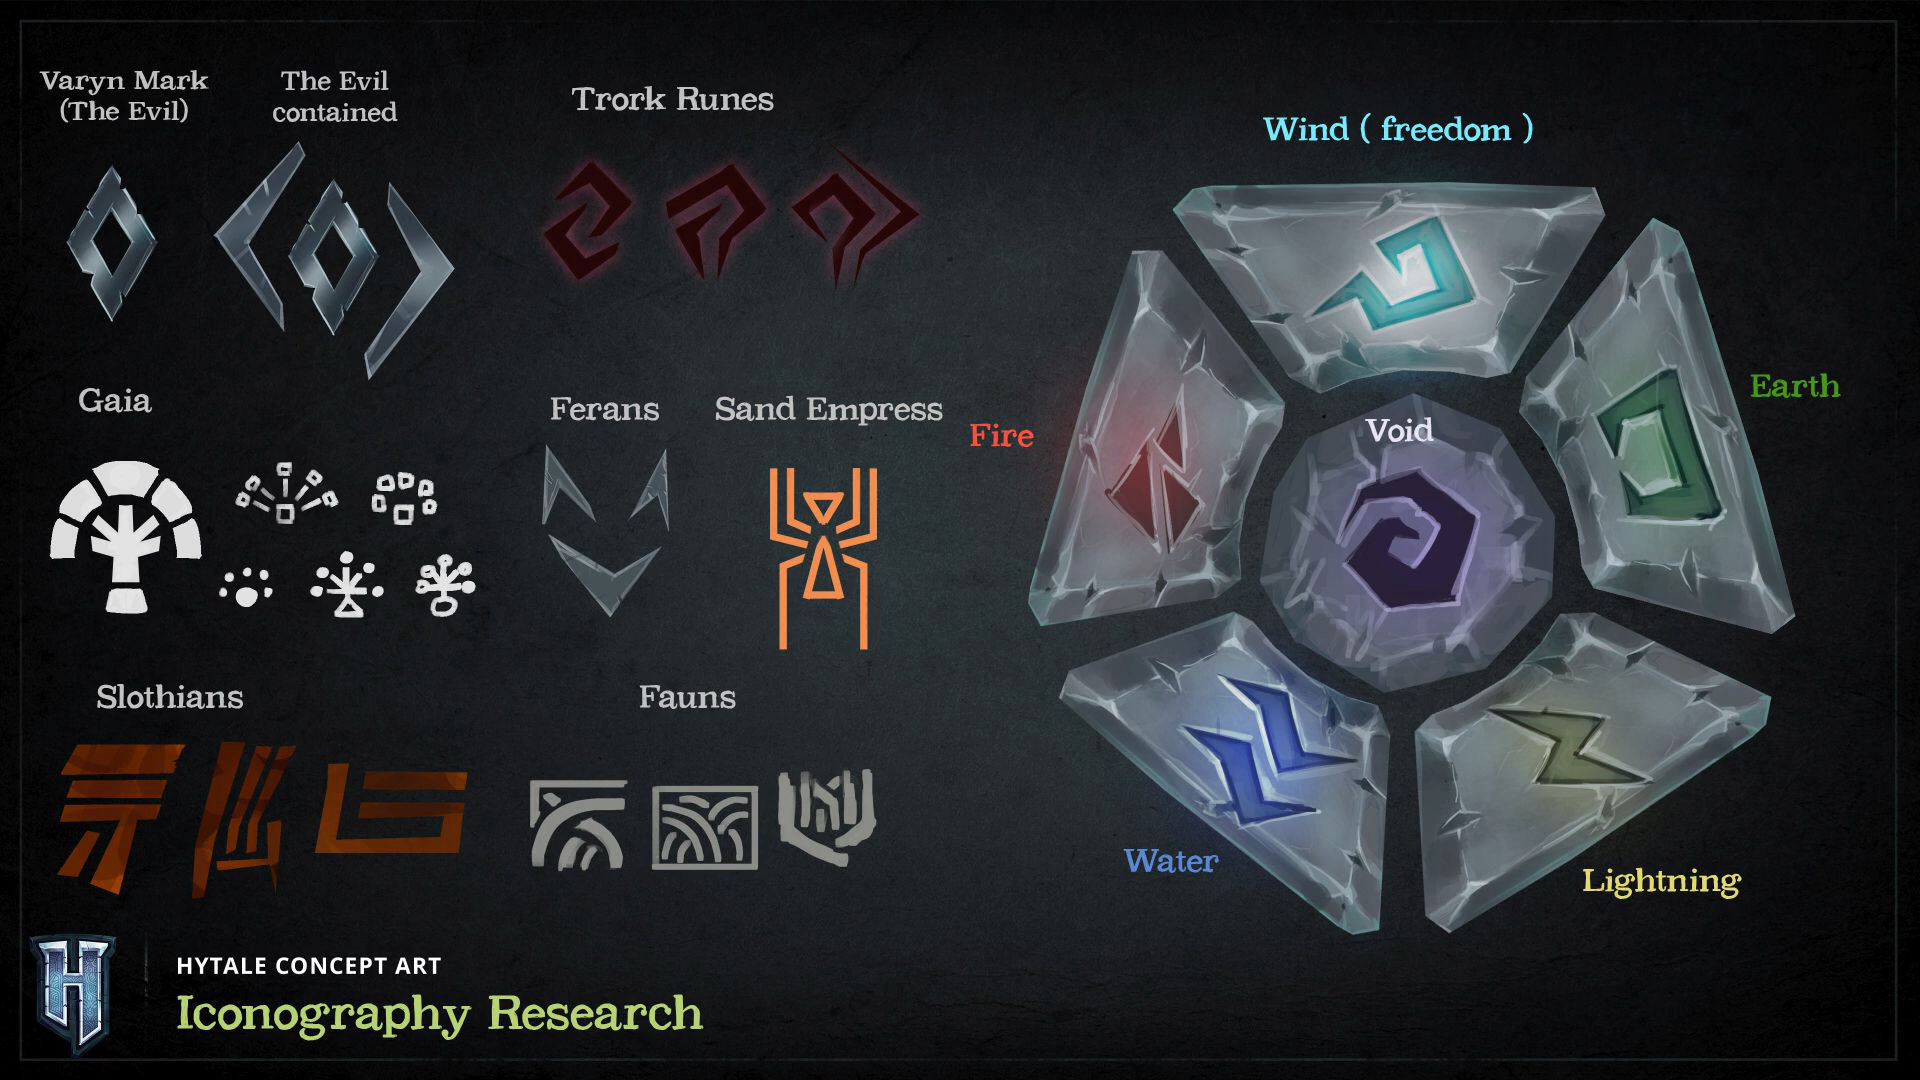 Varyn Mark
(The Evil)
The Evil
contained
Trork Runes
Wind ( freedom )
Gaia
Ferans
Sand Empress
Fire
Void
Earth
Slothians
Fauns
Water
Lightning
H
HYTALE CONCEPT ART
Iconography Research